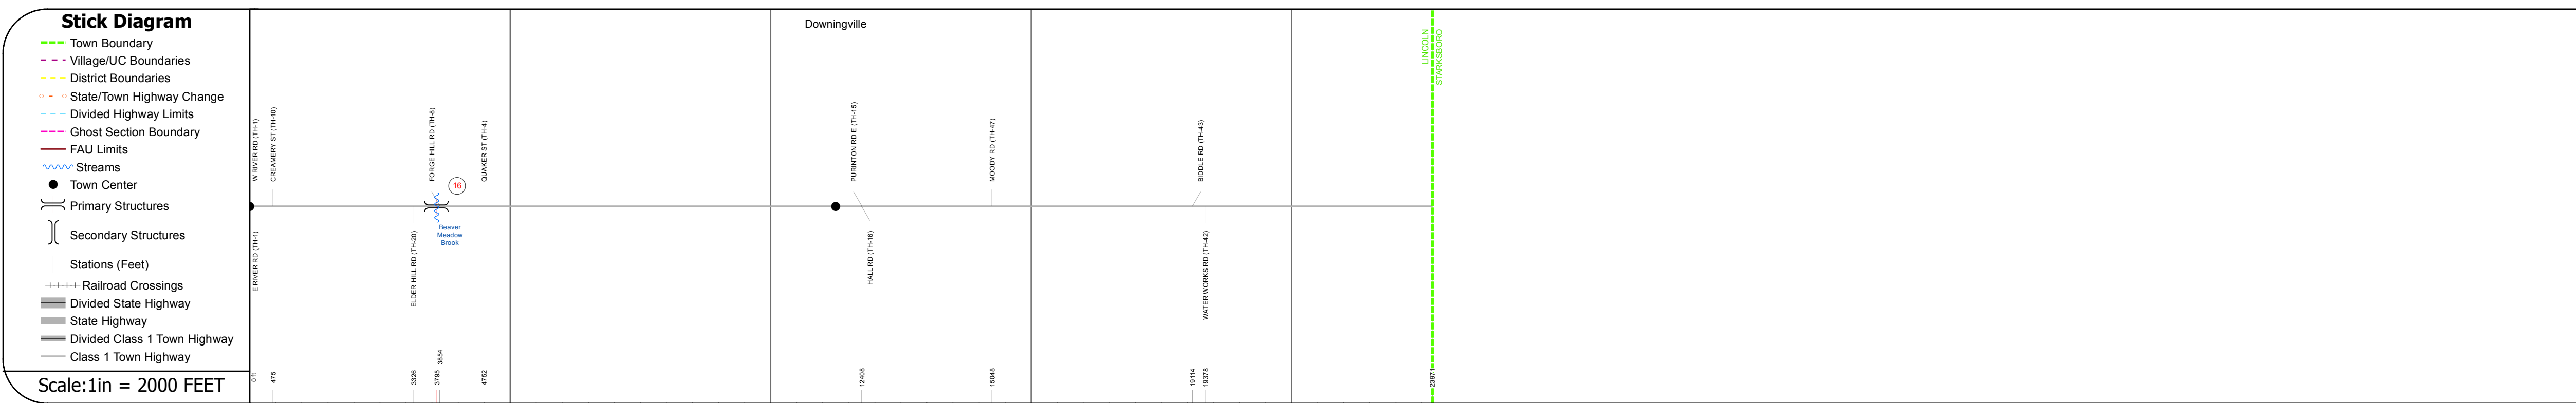 Stick Diagram
Town Boundary
Village/UC Boundaries
District Boundaries
State/Town Highway Change
Divided Highway Limits
Ghost Section Boundary
FAU Limits
Streams
Town Center
Primary Structures
Secondary Structures
Stations (Feet)
Railroad Crossings
Divided State Highway
State Highway
Divided Class 1 Town Highway
Class 1 Town Highway
Scale:1in = 2000 FEET
Downingville
LINCOLN
STARKSBORO
W RIVER RD (TH-1)
CREAMERY ST (TH-10)
FORGE HILL RD (TH-8)
16
QUAKER ST (TH-4)
PURINTON RD E (TH-15)
MOODY RD (TH-47)
BIDDLE RD (TH-43)
E RIVER RD (TH-1)
ELDER HILL RD (TH-20)
Beaver
Meadow
Brook
HALL RD (TH-16)
WATER WORKS RD (TH-42)
0 ft
475
3326
3795
3854
4752
12408
15048
19114
19378
23971